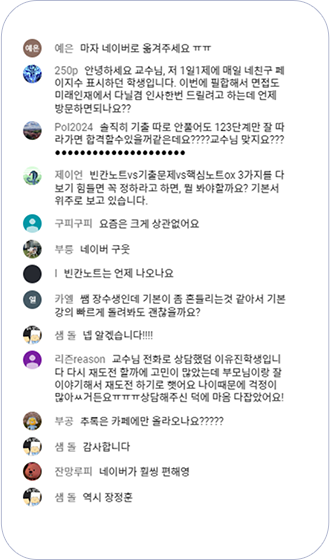 예은 예은 마자 네이버로 옮겨주세요 ㅠㅠ
250p 안녕하세요 교수님, 저 1일1제에 매일 네친구 페
이지수 표시하던 학생입니다. 이번에 필합해서 면접도
미래인재에서 다닐겸 인사한번 드릴려고 하는데 언제
방문하면되나요??
Pol2024 솔직히 기출 따로 안풀어도 123단계만 잘 따
라가면 합격할수있을꺼같은데요????교수님 맞지요???
●●●●●●●●●●●●●●●●●●●●●
제이언 빈칸노트vs기출문제vs핵심노트ox 3가지를 다
보기 힘들면 꼭 정하라고 하면, 뭘 봐야할까요? 기본서
위주로 보고 있습니다.
구피구피 요즘은 크게 상관없어요
부릉 네이버 구웃
l 빈칸노트는 언제 나오나요
열 카엘 쌤 장수생인데 기본이 좀 흔들리는것 같아서 기본
강의 빠르게 돌려봐도 괜찮을까요?
샘 돌 넵 알겠습니다!!!!
리즌reason 교수님 전화로 상담했던 이유진학생입니
다 다시 재도전 할까에 고민이 많았는데 부모님이랑 잘
이야기해서 재도전 하기로 햇어요 나이때문에 걱정이
많아ㅆ거든요ㅠㅠㅠ상담해주신 덕에 마음 다잡았어요!
부공 추록은 카페에만 올라오나요?????
샘 돌 감사합니다
잔망루피 네이버가 훨씽 편해영
샘 돌 역시 장정훈